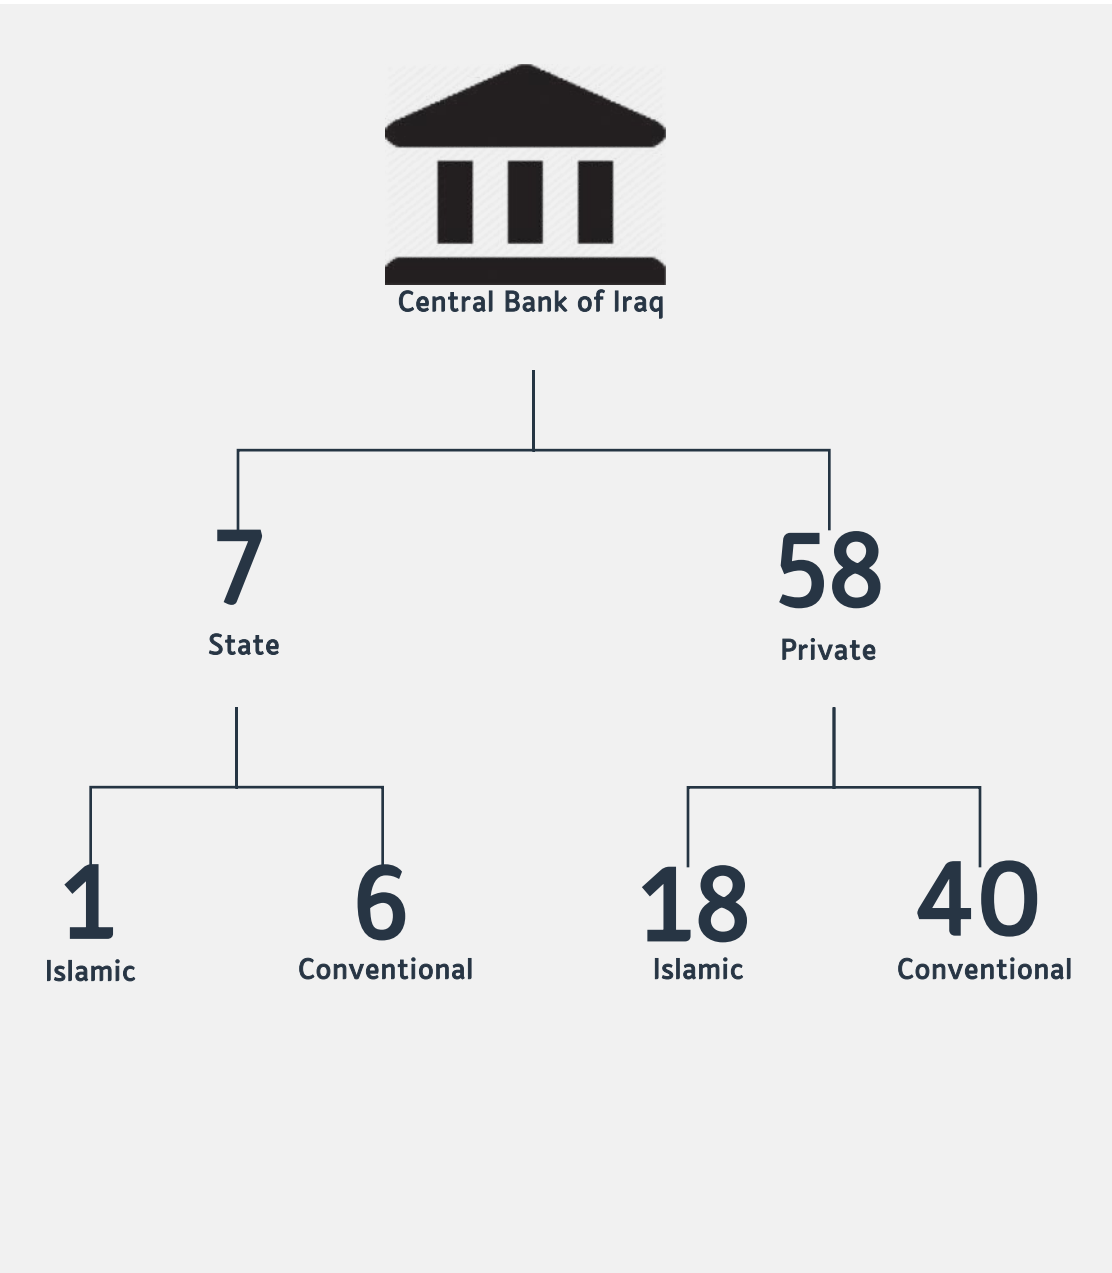 Central Bank of Iraq
7
58
State
Private
1
6
18
40
Islamic
Conventional
Islamic
Conventional